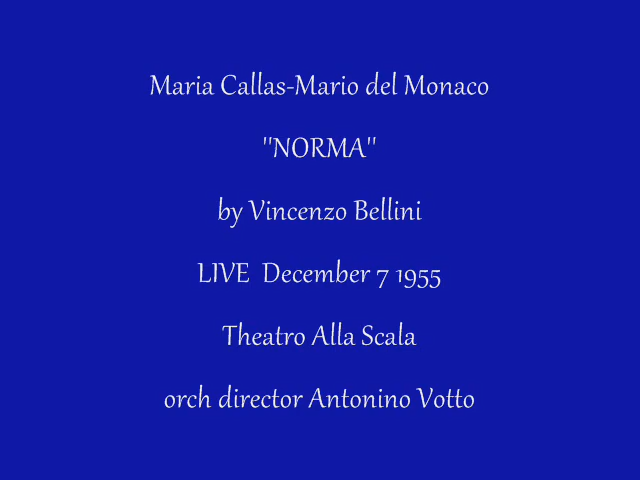 Maria Callas-Mario del Monaco
"NORMA"
by Vincenzo Bellini
LIVE  December 7 1955
Theatro Alla Scala
orch director Antonino Votto